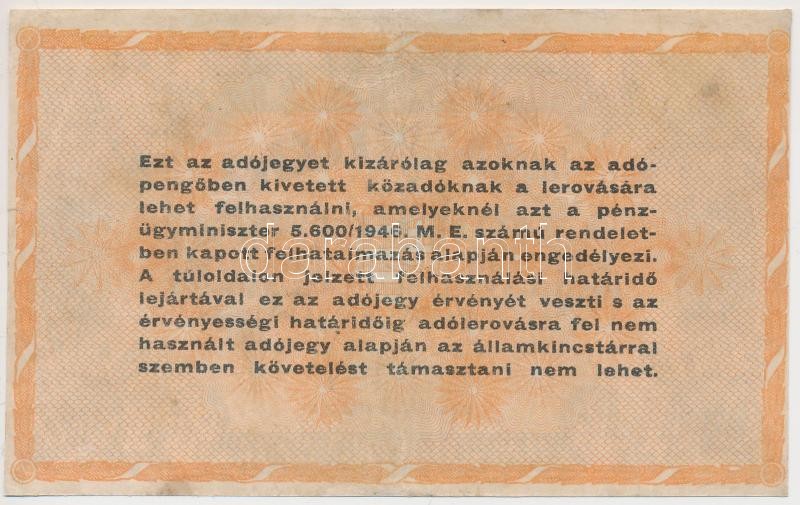 Ezt az adójegyet kizárólag azoknak az adó-
pengőben kivetett közadóknak a lerovására
lehet felhasználni, amelyeknél azt a pénz-
ügyminiszter 5.600/1946. M. E. számú rendelet-
ben kapott felhatalmazás alapján engedélyezi.
A túloldalon jelzett felhasználási határidő
lejártával ez az adójegy érvényét veszti s az
érvényességi határidőig adólerovásra fel nem
használt adójegy alapján az államkincstárral
szemben követelést támasztani nem lehet.
darabanth